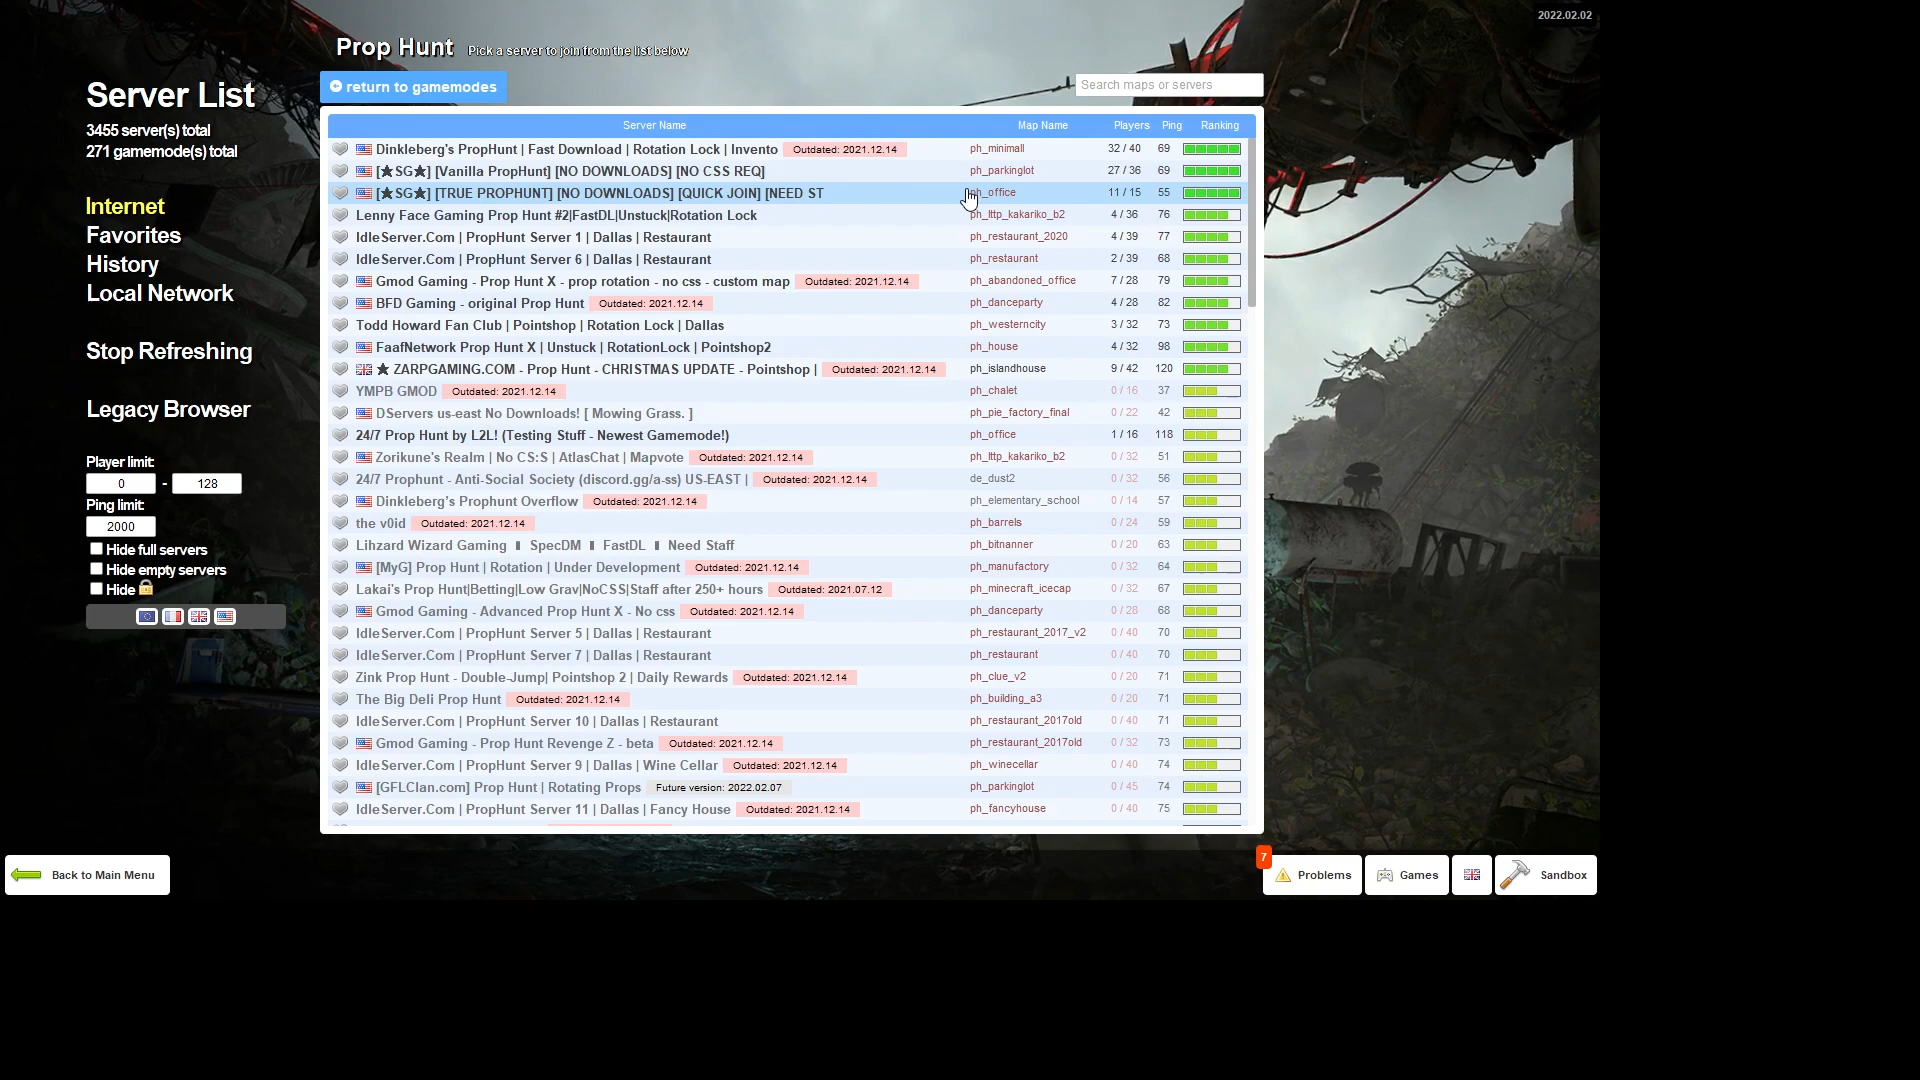 2022.02.02
Prop Hunt Pick a server to join from the list below
return to gamemodes
Search maps or servers
Server List
3455 server(s) total
271 gamemode(s) total
Internet
Favorites
History
Local Network
Stop Refreshing
Legacy Browser
Player limit:
0 - 128
Ping limit:
2000
Hide full servers
Hide empty servers
Hide
Server Name Map Name Players Ping Ranking
Dinkleberg's PropHunt | Fast Download | Rotation Lock | Invento Outdated: 2021.12.14 ph_minimall 32 / 40 69
[★SG★] [Vanilla PropHunt] [NO DOWNLOADS] [NO CSS REQ] ph_parkinglot 27 / 36 69
[★SG★] [TRUE PROPHUNT] [NO DOWNLOADS] [QUICK JOIN] [NEED ST ph_office 11 / 15 55
Lenny Face Gaming Prop Hunt #2|FastDL|Unstuck|Rotation Lock ph_lttp_kakariko_b2 4 / 36 76
IdleServer.Com | PropHunt Server 1 | Dallas | Restaurant ph_restaurant_2020 4 / 39 77
IdleServer.Com | PropHunt Server 6 | Dallas | Restaurant ph_restaurant 2 / 39 68
Gmod Gaming - Prop Hunt X - prop rotation - no css - custom map Outdated: 2021.12.14 ph_abandoned_office 7 / 28 79
BFD Gaming - original Prop Hunt Outdated: 2021.12.14 ph_danceparty 4 / 28 82
Todd Howard Fan Club | Pointshop | Rotation Lock | Dallas ph_westerncity 3 / 32 73
FaafNetwork Prop Hunt X | Unstuck | RotationLock | Pointshop2 ph_house 4 / 32 98
★ ZARPGAMING.COM - Prop Hunt - CHRISTMAS UPDATE - Pointshop | Outdated: 2021.12.14 ph_islandhouse 9 / 42 120
YMPB GMOD Outdated: 2021.12.14 ph_chalet 0 / 16 37
DServers us-east No Downloads! [ Mowing Grass. ] ph_pie_factory_final 0 / 22 42
24/7 Prop Hunt by L2L! (Testing Stuff - Newest Gamemode!) ph_office 1 / 16 118
Zorikune's Realm | No CS:S | AtlasChat | Mapvote Outdated: 2021.12.14 ph_lttp_kakariko_b2 0 / 32 51
24/7 Prophunt - Anti-Social Society (discord.gg/a-ss) US-EAST | Outdated: 2021.12.14 de_dust2 0 / 32 56
Dinkleberg's Prophunt Overflow Outdated: 2021.12.14 ph_elementary_school 0 / 14 57
the v0id Outdated: 2021.12.14 ph_barrels 0 / 24 59
Lihzard Wizard Gaming ▮ SpecDM ▮ FastDL ▮ Need Staff ph_bitnanner 0 / 20 63
[MyG] Prop Hunt | Rotation | Under Development Outdated: 2021.12.14 ph_manufactory 0 / 32 64
Lakai's Prop Hunt|Betting|Low Grav|NoCSS|Staff after 250+ hours Outdated: 2021.07.12 ph_minecraft_icecap 0 / 32 67
Gmod Gaming - Advanced Prop Hunt X - No css Outdated: 2021.12.14 ph_danceparty 0 / 28 68
IdleServer.Com | PropHunt Server 5 | Dallas | Restaurant ph_restaurant_2017_v2 0 / 40 70
IdleServer.Com | PropHunt Server 7 | Dallas | Restaurant ph_restaurant 0 / 40 70
Zink Prop Hunt - Double-Jump| Pointshop 2 | Daily Rewards Outdated: 2021.12.14 ph_clue_v2 0 / 20 71
The Big Deli Prop Hunt Outdated: 2021.12.14 ph_building_a3 0 / 20 71
IdleServer.Com | PropHunt Server 10 | Dallas | Restaurant ph_restaurant_2017old 0 / 40 71
Gmod Gaming - Prop Hunt Revenge Z - beta Outdated: 2021.12.14 ph_restaurant_2017old 0 / 32 73
IdleServer.Com | PropHunt Server 9 | Dallas | Wine Cellar Outdated: 2021.12.14 ph_winecellar 0 / 40 74
[GFLClan.com] Prop Hunt | Rotating Props Future version: 2022.02.07 ph_parkinglot 0 / 45 74
IdleServer.Com | PropHunt Server 11 | Dallas | Fancy House Outdated: 2021.12.14 ph_fancyhouse 0 / 40 75
Back to Main Menu
7
Problems
Games
Sandbox